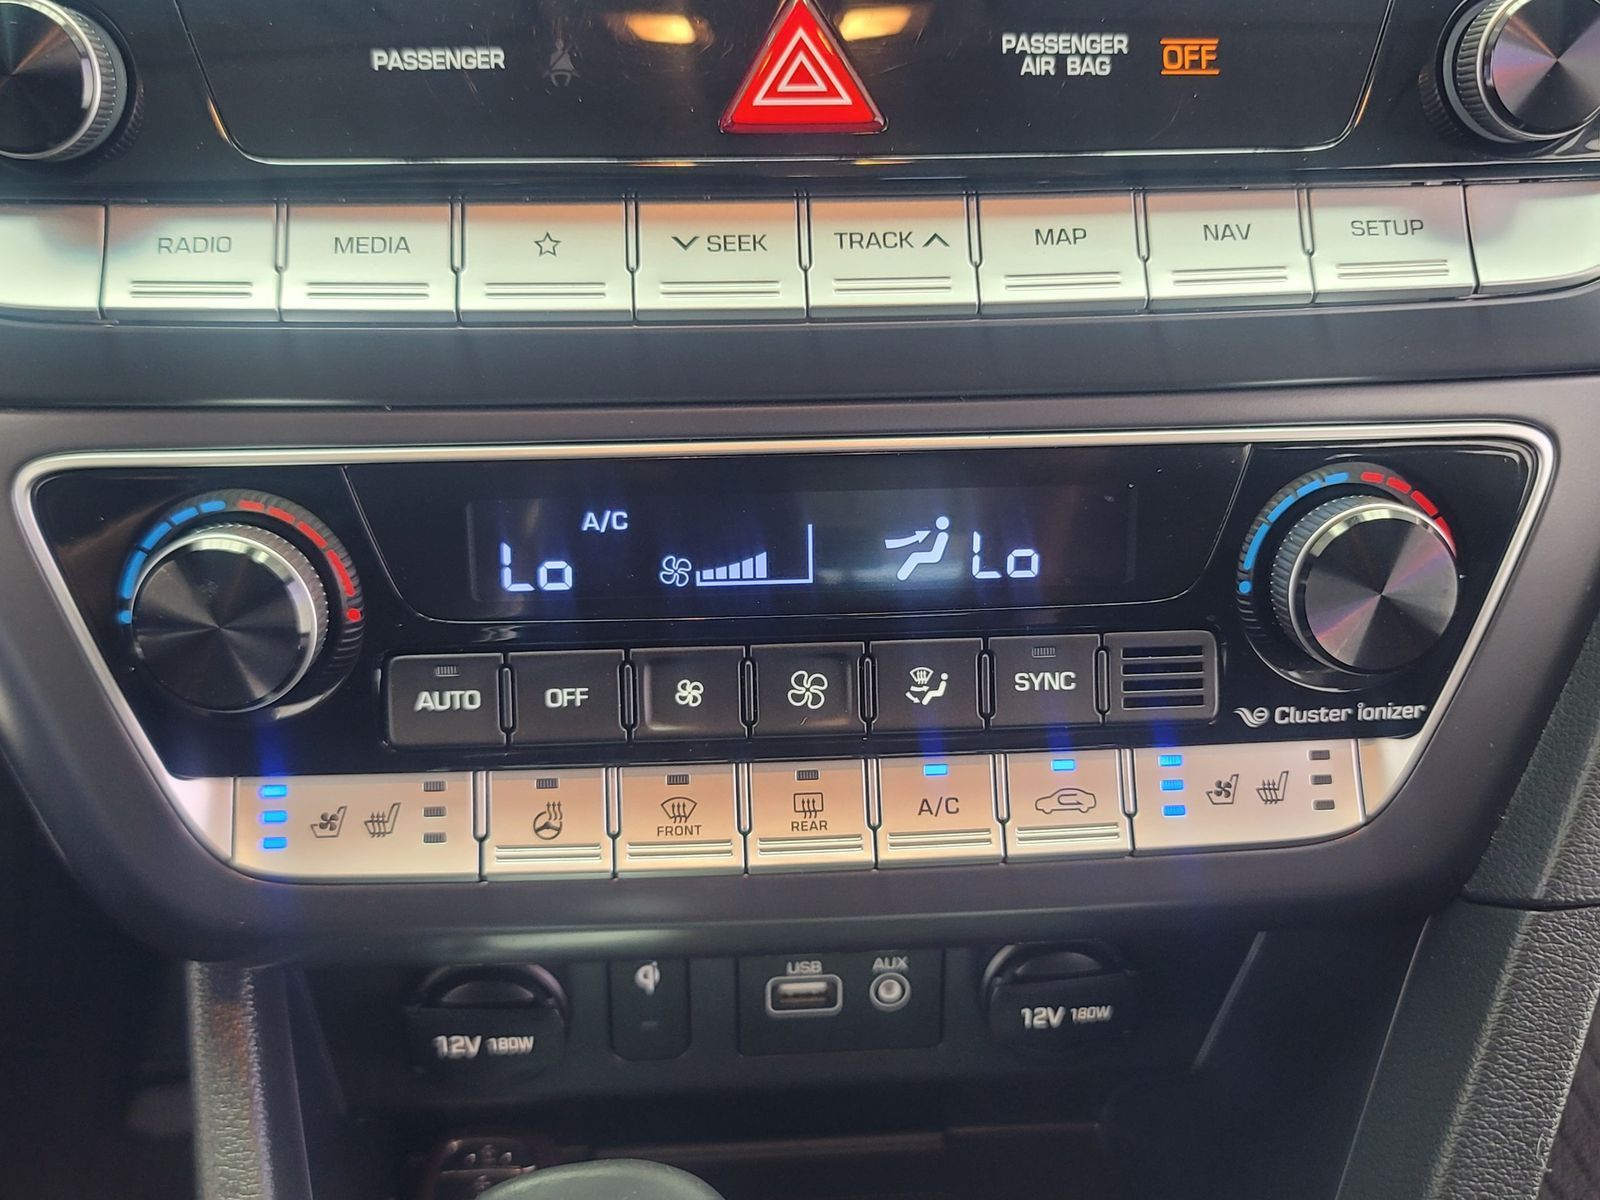 PASSENGER
PASSENGER
AIR BAG
OFF
RADIO
MEDIA
SEEK
TRACK
MAP
NAV
SETUP
A/C
Lo
Lo
AUTO
OFF
SYNC
Cluster ionizer
FRONT
REAR
A/C
USB
AUX
12V 180W
12V 180W